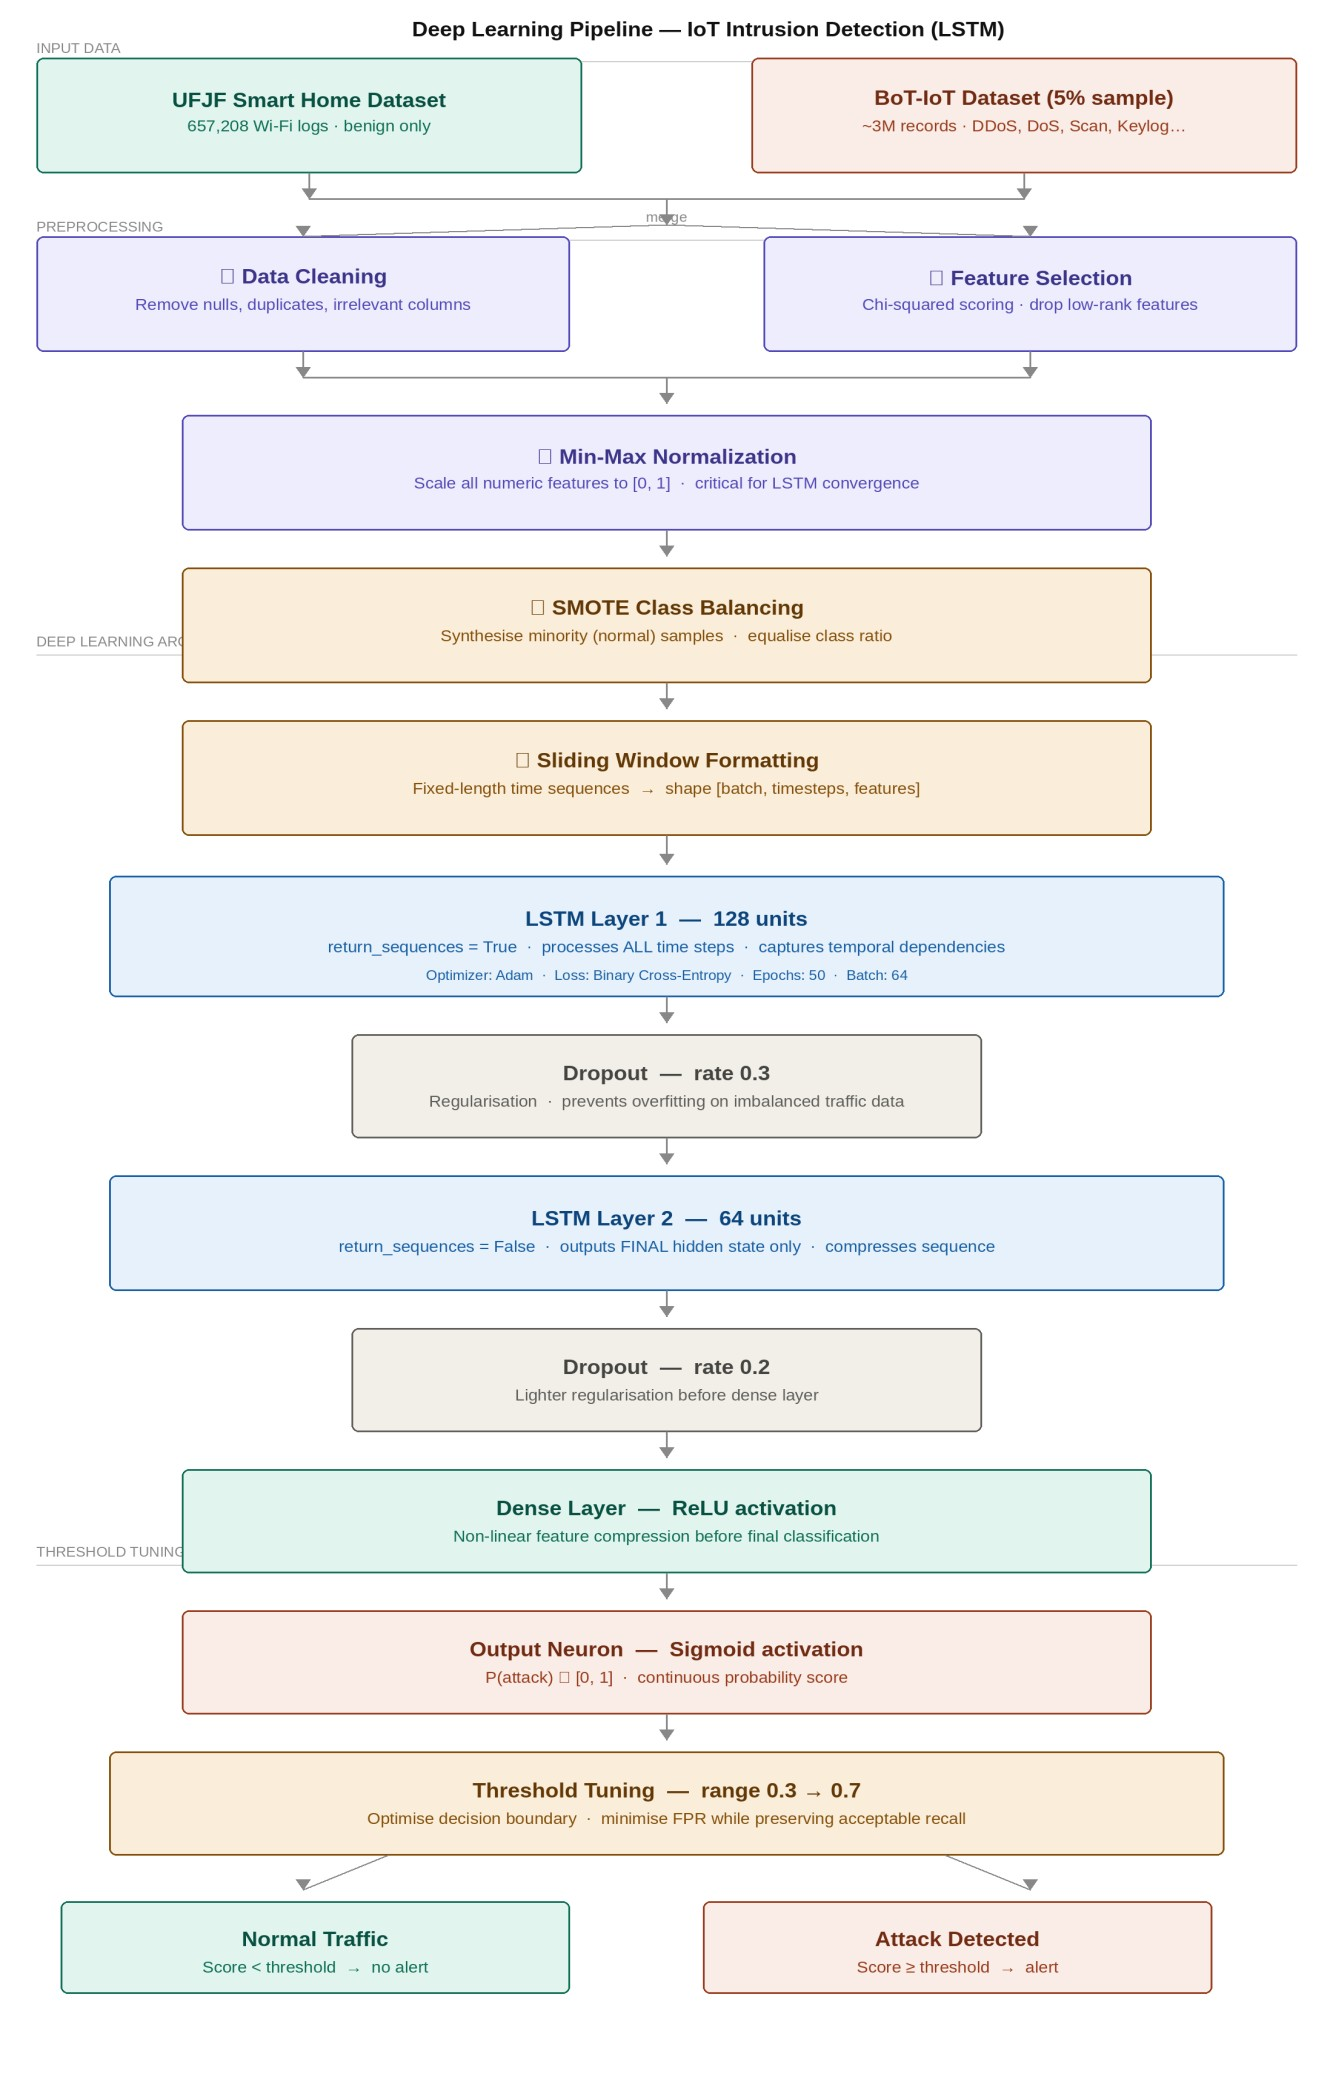 Deep Learning Pipeline — IoT Intrusion Detection (LSTM)
INPUT DATA
UFJF Smart Home Dataset
657,208 Wi-Fi logs · benign only
BoT-IoT Dataset (5% sample)
~3M records · DDoS, DoS, Scan, Keylog…
merge
PREPROCESSING
Data Cleaning
Remove nulls, duplicates, irrelevant columns
Feature Selection
Chi-squared scoring · drop low-rank features
Min-Max Normalization
Scale all numeric features to [0, 1] · critical for LSTM convergence
SMOTE Class Balancing
Synthesise minority (normal) samples · equalise class ratio
DEEP LEARNING ARC
Sliding Window Formatting
Fixed-length time sequences → shape [batch, timesteps, features]
LSTM Layer 1 — 128 units
return_sequences = True · processes ALL time steps · captures temporal dependencies
Optimizer: Adam · Loss: Binary Cross-Entropy · Epochs: 50 · Batch: 64
Dropout — rate 0.3
Regularisation · prevents overfitting on imbalanced traffic data
LSTM Layer 2 — 64 units
return_sequences = False · outputs FINAL hidden state only · compresses sequence
Dropout — rate 0.2
Lighter regularisation before dense layer
Dense Layer — ReLU activation
Non-linear feature compression before final classification
THRESHOLD TUNING
Output Neuron — Sigmoid activation
P(attack) [0, 1] · continuous probability score
Threshold Tuning — range 0.3 → 0.7
Optimise decision boundary · minimise FPR while preserving acceptable recall
Normal Traffic
Score < threshold → no alert
Attack Detected
Score ≥ threshold → alert